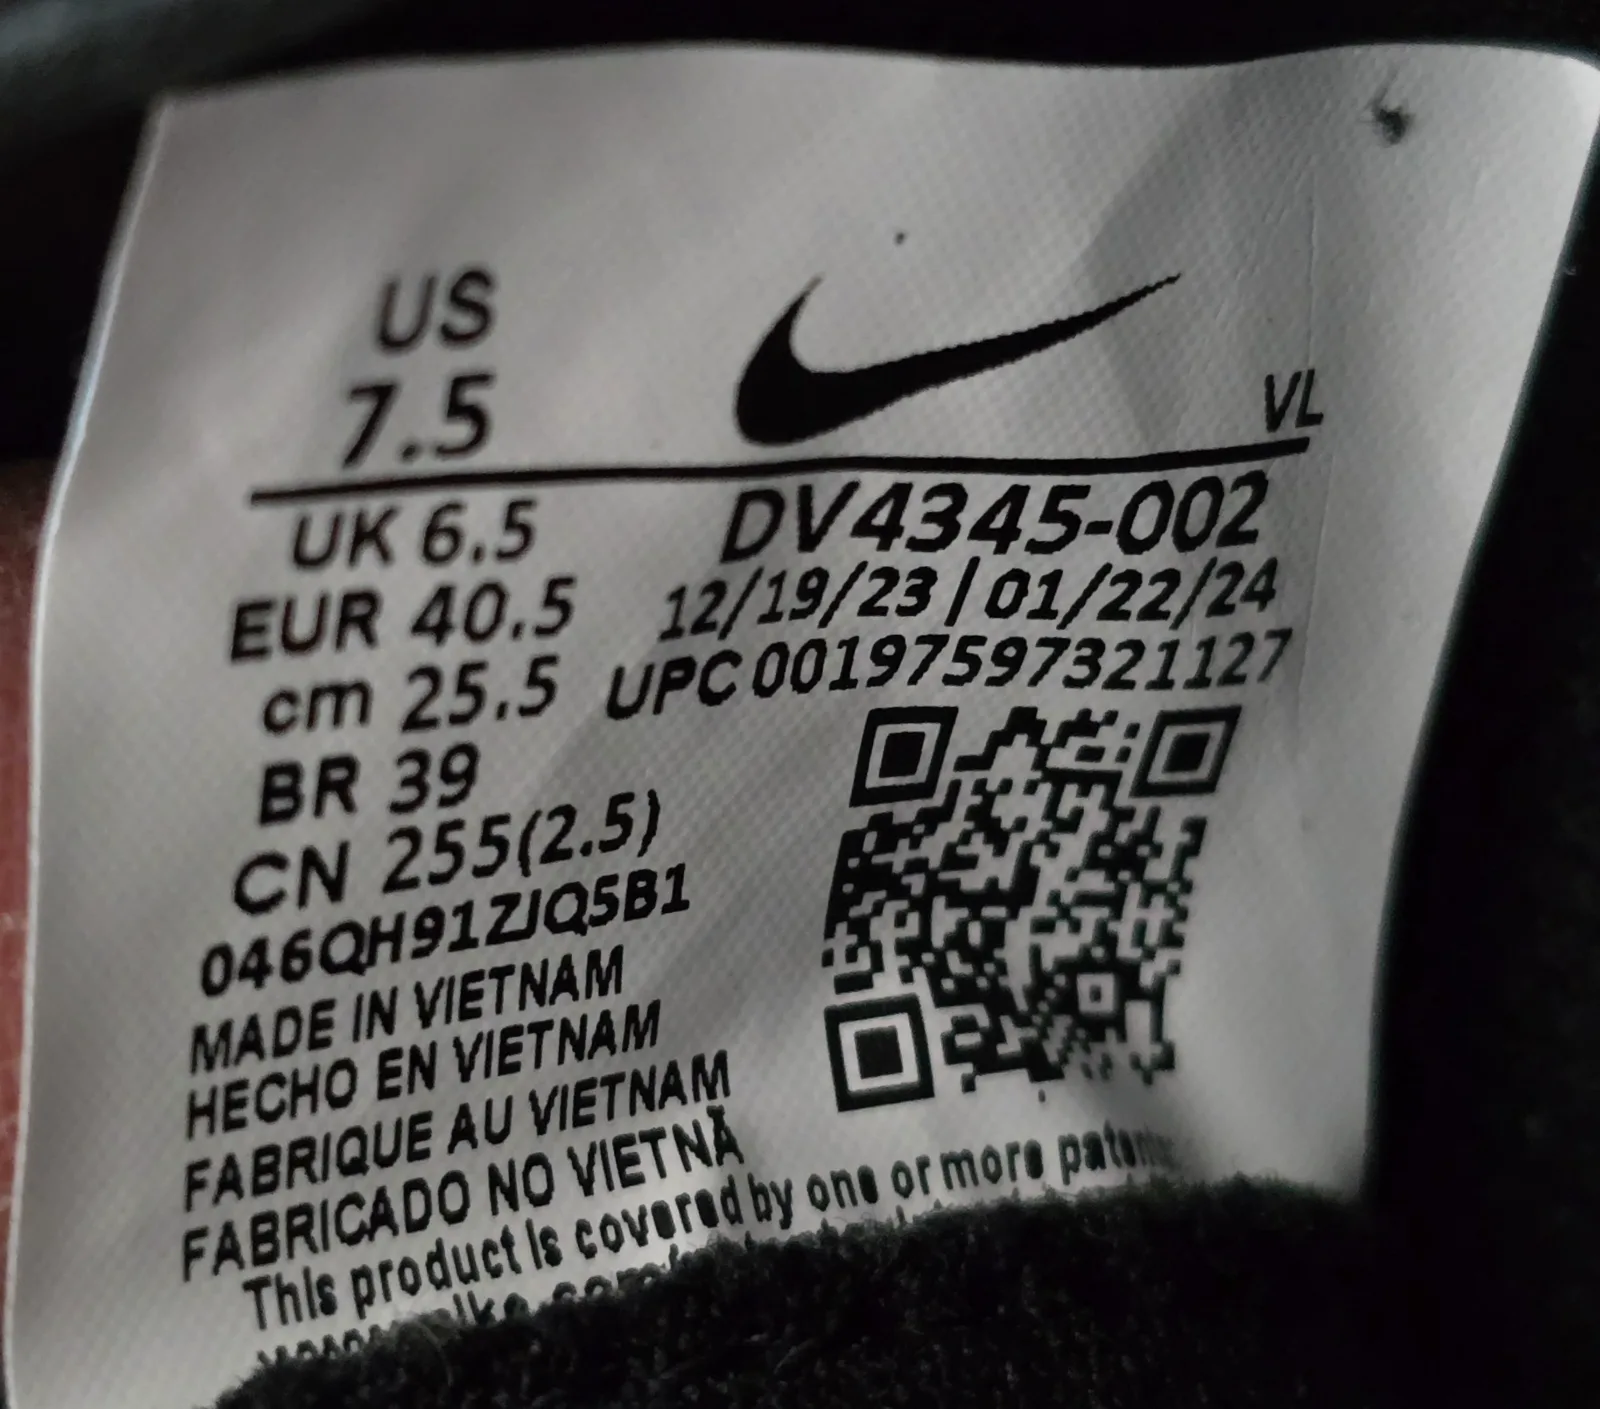 US
7.5
VL
UK 6.5
DV4345-002
EUR 40.5
12/19/23 | 01/22/24
cm 25.5
UPC 00197597321127
BR 39
CN 255(2.5)
046QH91ZJQ5B1
MADE IN VIETNAM
HECHO EN VIETNAM
FABRIQUE AU VIETNAM
FABRICADO NO VIETNÃ
This product is covered by one or more